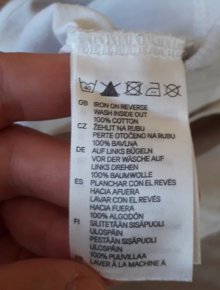 GB IRON ON REVERSE
WASH INSIDE OUT
100% COTTON
CZ ŽEHLIT NA RUBU
PERTE OTOČENO NA RUBU
100% BAVLNA
DE AUF LINKS BÜGELN
VOR DER WÄSCHE AUF
LINKS DREHEN
100% BAUMWOLLE
ES PLANCHAR CON EL REVÉS
HACIA AFUERA
LAVAR CON EL REVÉS
HACIA AFUERA
100% ALGODÓN
FI SILITETÄÄN SISÄPUOLI
ULOSPÄIN
PESTÄÄN SISÄPUOLI
ULOSPÄIN
100% PUUVILLAA
LAVER À LA MACHINE À